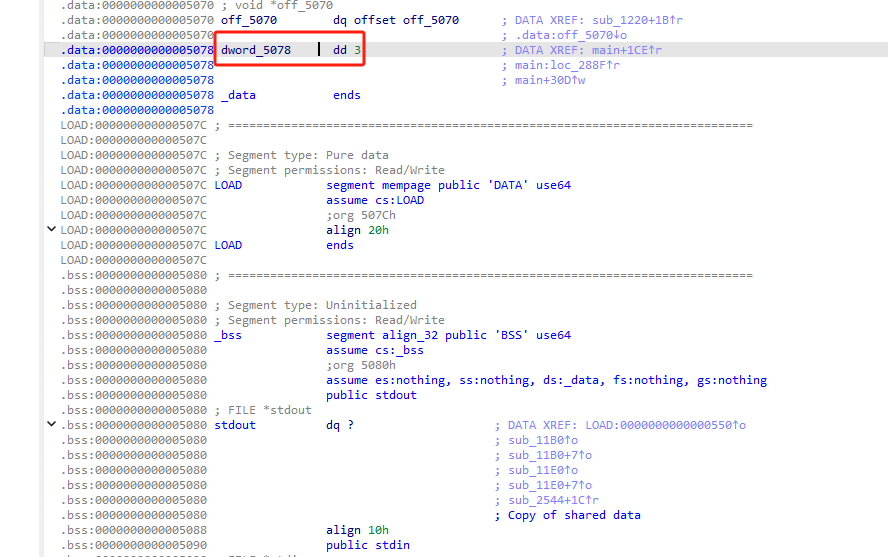 .data:0000000000005070 ; void *off_5070
.data:0000000000005070 off_5070 dq offset off_5070 ; DATA XREF: sub_1220+1B↑r
.data:0000000000005070 ; .data:off_5070↓o
.data:0000000000005078 dword_5078 dd 3 ; DATA XREF: main+1CE↑r
.data:0000000000005078 ; main:loc_288F↑r
.data:0000000000005078 ; main+30D↑w
.data:0000000000005078 _data ends
.data:0000000000005078
LOAD:000000000000507C ; ===========================================================================
LOAD:000000000000507C
LOAD:000000000000507C ; Segment type: Pure data
LOAD:000000000000507C ; Segment permissions: Read/Write
LOAD:000000000000507C LOAD segment mempage public 'DATA' use64
LOAD:000000000000507C assume cs:LOAD
LOAD:000000000000507C ;org 507Ch
LOAD:000000000000507C align 20h
LOAD:000000000000507C LOAD ends
LOAD:000000000000507C
.bss:0000000000005080 ; ===========================================================================
.bss:0000000000005080
.bss:0000000000005080 ; Segment type: Uninitialized
.bss:0000000000005080 ; Segment permissions: Read/Write
.bss:0000000000005080 _bss segment align_32 public 'BSS' use64
.bss:0000000000005080 assume cs:_bss
.bss:0000000000005080 ;org 5080h
.bss:0000000000005080 assume es:nothing, ss:nothing, ds:_data, fs:nothing, gs:nothing
.bss:0000000000005080 public stdout
.bss:0000000000005080 ; FILE *stdout
.bss:0000000000005080 stdout dq ? ; DATA XREF: LOAD:0000000000000550↑o
.bss:0000000000005080 ; sub_11B0↑o
.bss:0000000000005080 ; sub_11B0+7↑o
.bss:0000000000005080 ; sub_11E0↑o
.bss:0000000000005080 ; sub_11E0+7↑o
.bss:0000000000005080 ; sub_2544+1C↑r
.bss:0000000000005080 ; Copy of shared data
.bss:0000000000005088 align 10h
.bss:0000000000005090 public stdin